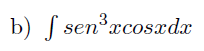 b) ∫ sen³xcosxdx